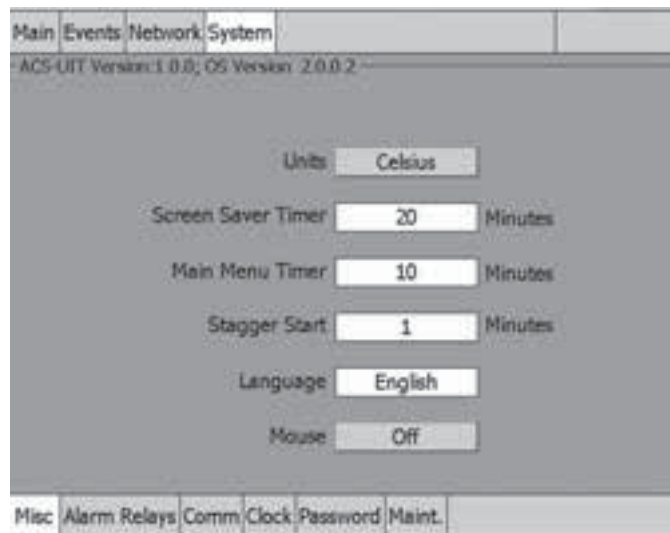 Main Events Network System
ACS-UIT Version:1.0.0; OS Version 2.0.0.2
Units Celsius
Screen Saver Timer 20 Minutes
Main Menu Timer 10 Minutes
Stagger Start 1 Minutes
Language English
Mouse Off
Misc Alarm Relays Comm Clock Password Maint.